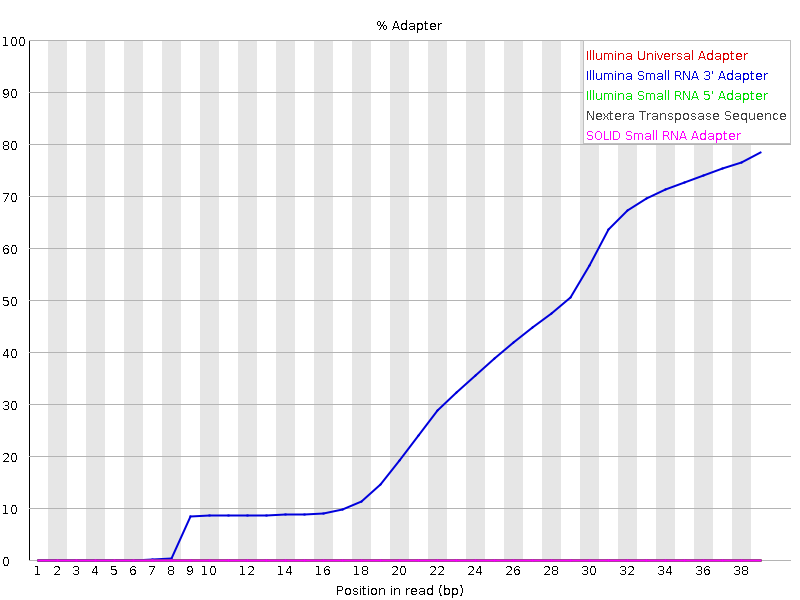 % Adapter
100
90
80
70
60
50
40
30
20
10
0
Illumina Universal Adapter
Illumina Small RNA 3' Adapter
Illumina Small RNA 5' Adapter
Nextera Transposase Sequence
SOLID Small RNA Adapter
1 2 3 4 5 6 7 8 9 10 12 14 16 18 20 22 24 26 28 30 32 34 36 38
Position in read (bp)